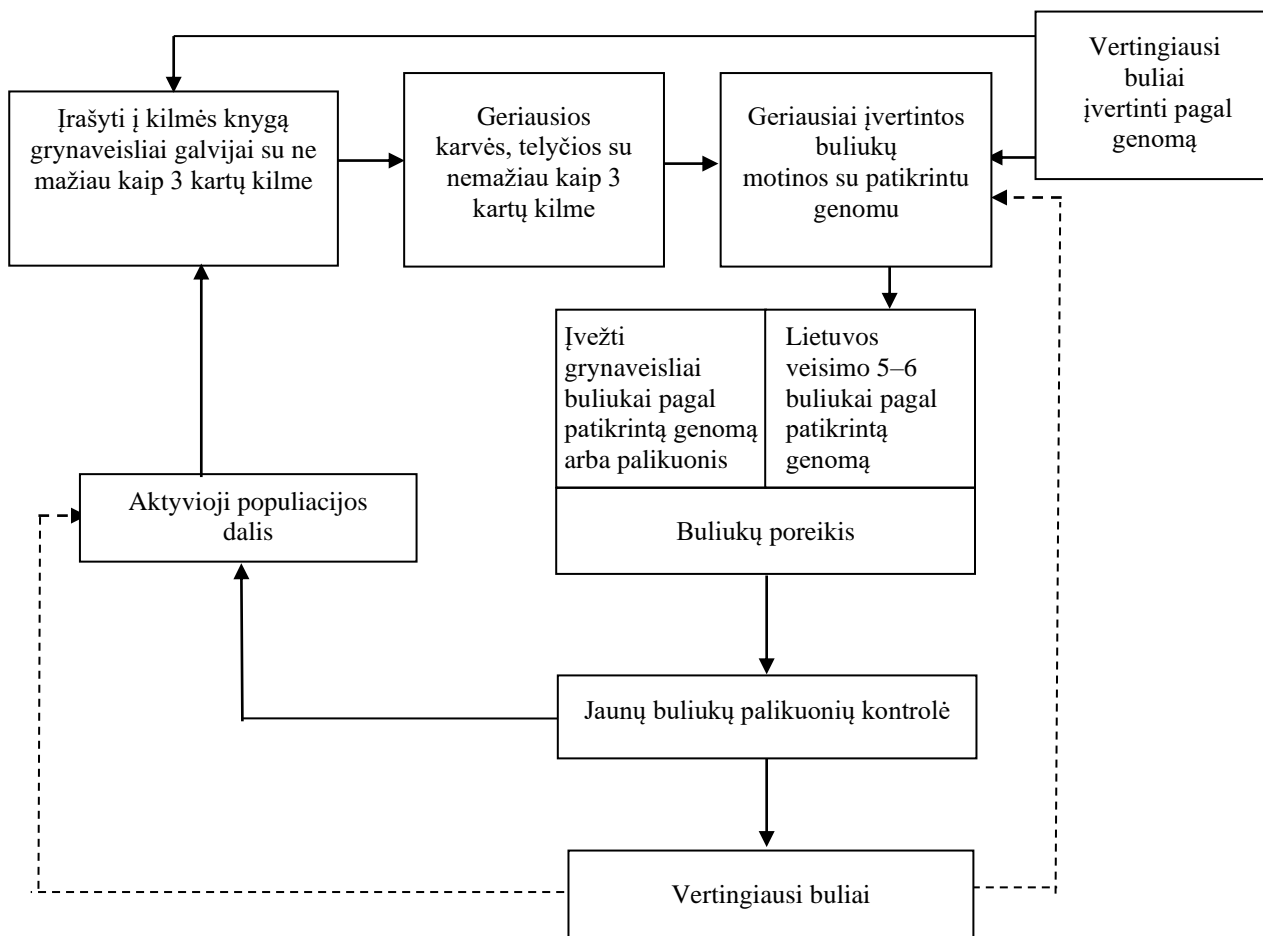 Vertingiausi
buliai
įvertinti pagal
genomą
Įrašyti į kilmės knygą
grynaveisliai galvijai su ne
mažiau kaip 3 kartų kilme
Geriausios
karvės, telyčios su
nemažiau kaip 3
kartų kilme
Geriausiai įvertintos
buliukų
motinos su patikrintu
genomu
Įvežti
grynaveisliai
buliukai pagal
patikrintą genomą
arba palikuonis
Lietuvos
veisimo 5–6
buliukai pagal
patikrintą
genomą
Aktyvioji populiacijos
dalis
Buliukų poreikis
Jaunų buliukų palikuonių kontrolė
Vertingiausi buliai